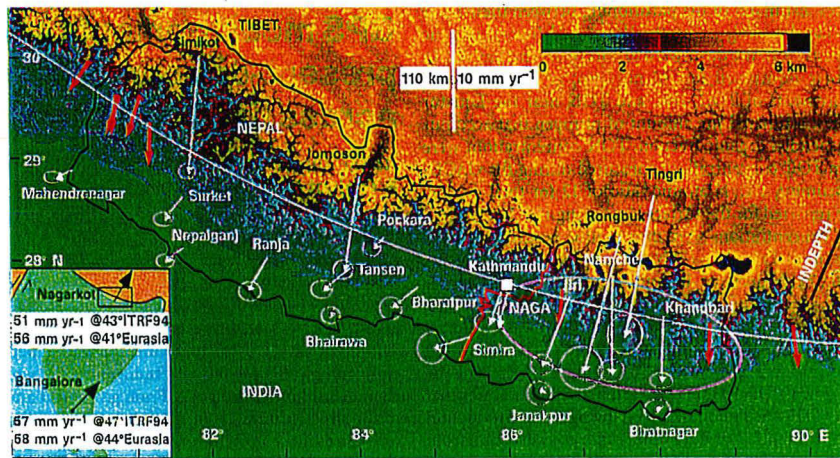 TIBET
Simikot
30
110 km 10 mm yr⁻¹
0 2 4 6 km
NEPAL
Jomoson
29°
Mahendranagar
Surket
Tingri
Pockara
Rongbuk
Nepalganj
Ranja
28° N
Tansen
Kathmandu
Namche
Jiri
INDEPTH
Nagarkot
Bharatpur
NAGA
Khandbari
51 mm yr⁻¹ @43°ITRF94
56 mm yr⁻¹ @41°Eurasia
Bhairawa
Simira
Bangalora
INDIA
Janakpur
Biratnagar
57 mm yr⁻¹ @47°ITRF94
58 mm yr⁻¹ @44°Eurasia
82° 84° 86° 88° 90° E